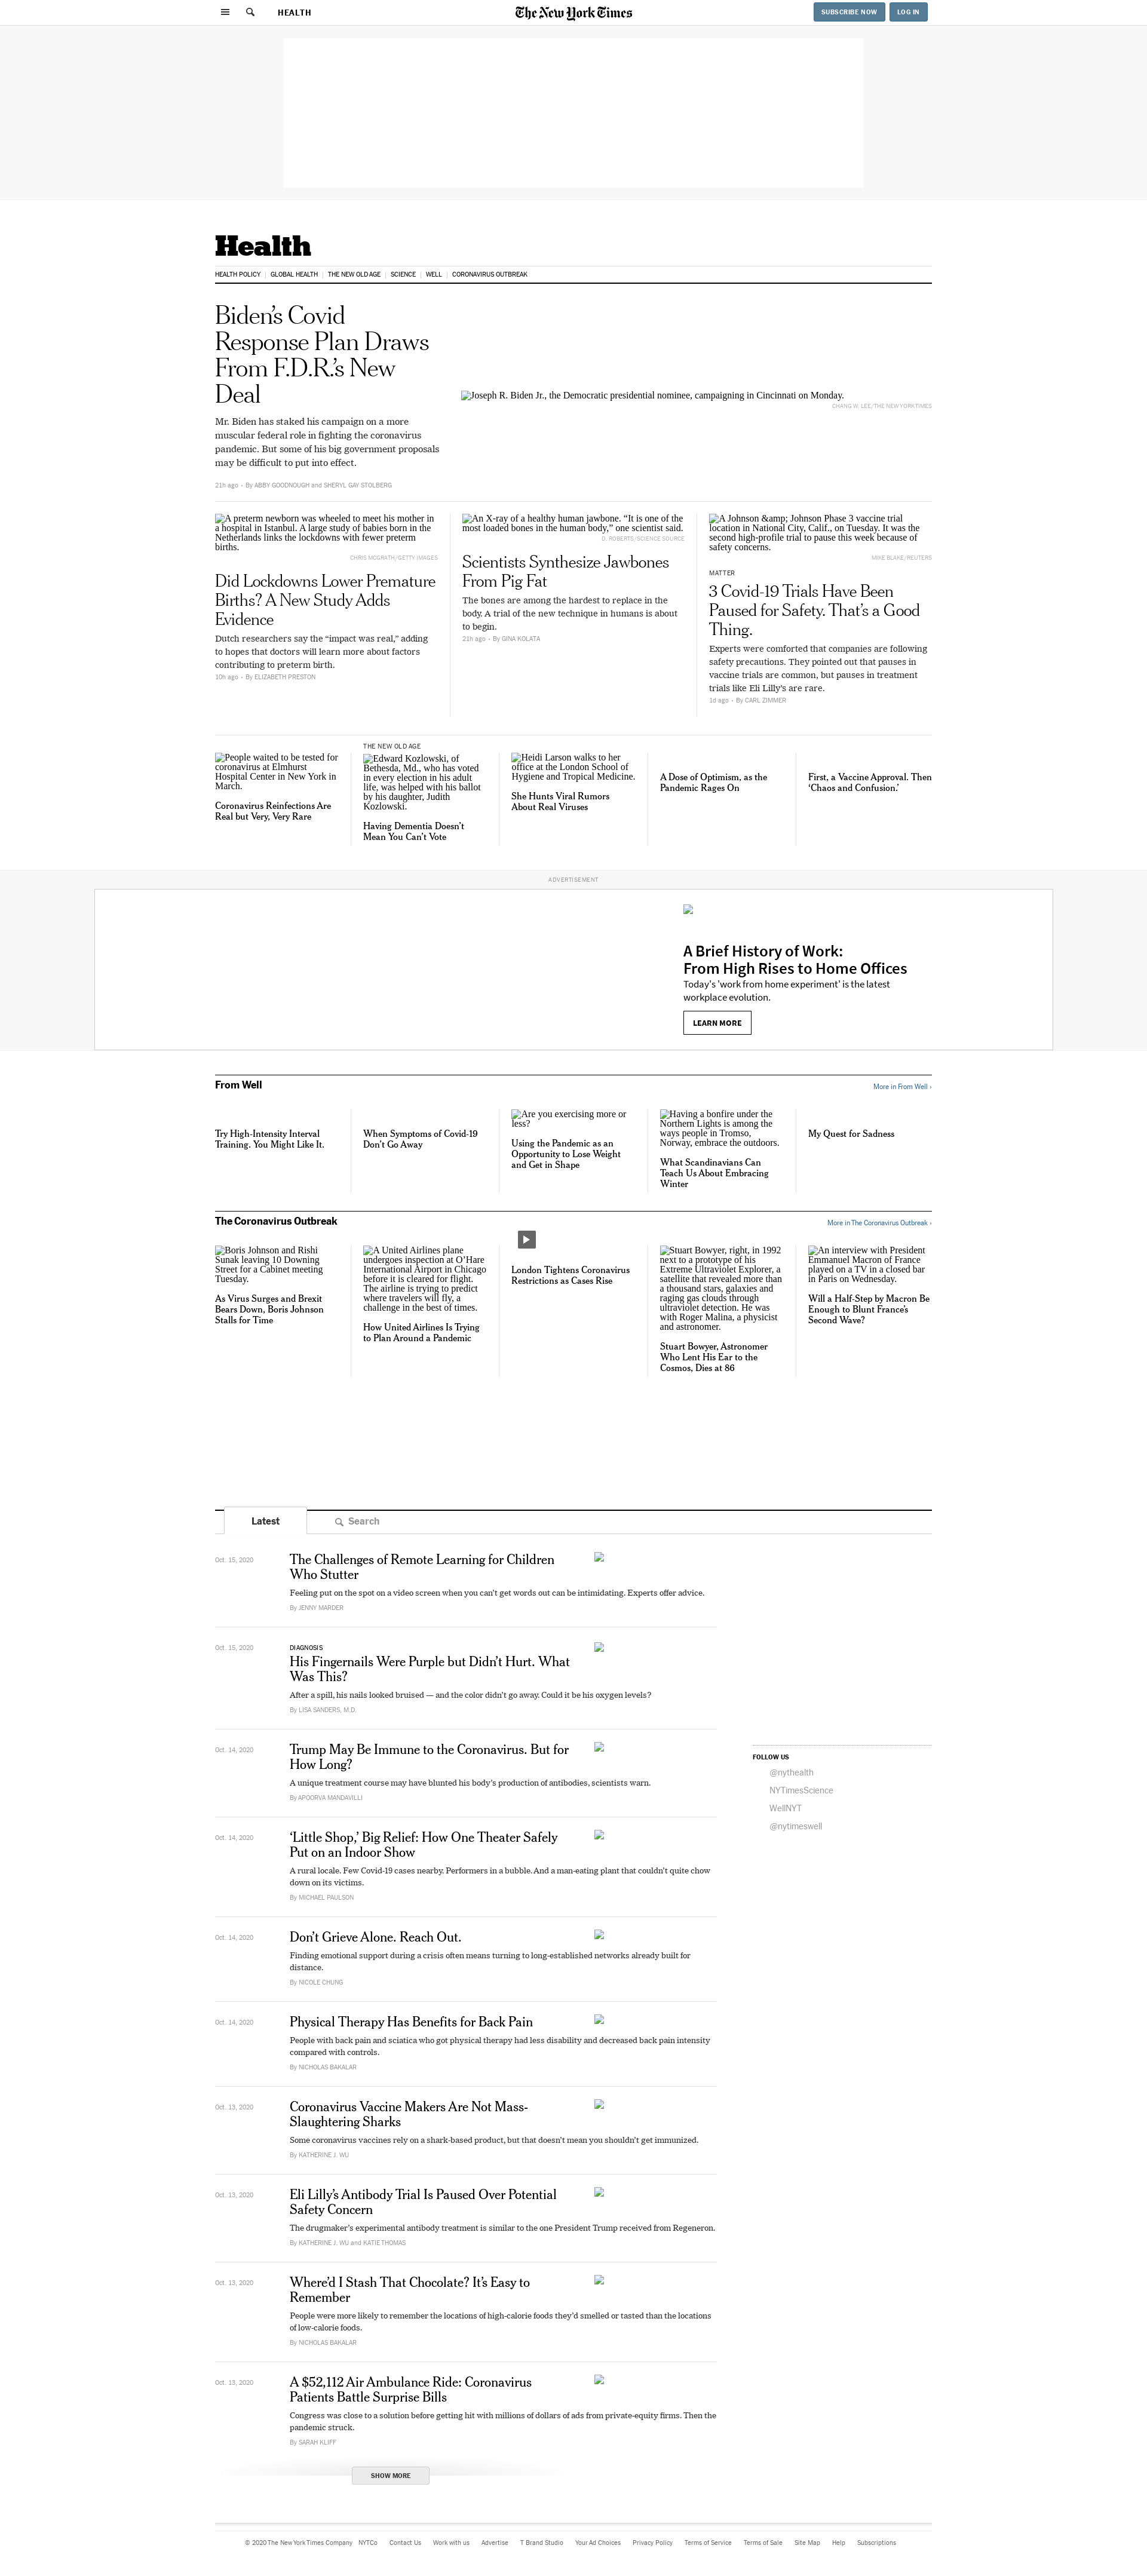 HEALTH
The New York Times
SUBSCRIBE NOW
LOG IN
Health
HEALTH POLICY
GLOBAL HEALTH
THE NEW OLD AGE
SCIENCE
WELL
CORONAVIRUS OUTBREAK
Biden’s Covid
Response Plan Draws
From F.D.R.’s New
Deal
Mr. Biden has staked his campaign on a more
muscular federal role in fighting the coronavirus
pandemic. But some of his big government proposals
may be difficult to put into effect.
21h ago • By ABBY GOODNOUGH and SHERYL GAY STOLBERG
Joseph R. Biden Jr., the Democratic presidential nominee, campaigning in Cincinnati on Monday.
CHANG W. LEE/THE NEW YORK TIMES
A preterm newborn was wheeled to meet his mother in
a hospital in Istanbul. A large study of babies born in the
Netherlands links the lockdowns with fewer preterm
births.
CHRIS MCGRATH/GETTY IMAGES
Did Lockdowns Lower Premature
Births? A New Study Adds
Evidence
Dutch researchers say the “impact was real,” adding
to hopes that doctors will learn more about factors
contributing to preterm birth.
10h ago • By ELIZABETH PRESTON
An X-ray of a healthy human jawbone. “It is one of the
most loaded bones in the human body,” one scientist said.
D. ROBERTS/SCIENCE SOURCE
Scientists Synthesize Jawbones
From Pig Fat
The bones are among the hardest to replace in the
body. A trial of the new technique in humans is about
to begin.
21h ago • By GINA KOLATA
A Johnson &amp; Johnson Phase 3 vaccine trial
location in National City, Calif., on Tuesday. It was the
second high-profile trial to pause this week because of
safety concerns.
MIKE BLAKE/REUTERS
MATTER
3 Covid-19 Trials Have Been
Paused for Safety. That’s a Good
Thing.
Experts were comforted that companies are following
safety precautions. They pointed out that pauses in
vaccine trials are common, but pauses in treatment
trials like Eli Lilly’s are rare.
1d ago • By CARL ZIMMER
People waited to be tested for
coronavirus at Elmhurst
Hospital Center in New York in
March.
Coronavirus Reinfections Are
Real but Very, Very Rare
THE NEW OLD AGE
Edward Kozlowski, of
Bethesda, Md., who has voted
in every election in his adult
life, was helped with his ballot
by his daughter, Judith
Kozlowski.
Having Dementia Doesn’t
Mean You Can’t Vote
Heidi Larson walks to her
office at the London School of
Hygiene and Tropical Medicine.
She Hunts Viral Rumors
About Real Viruses
A Dose of Optimism, as the
Pandemic Rages On
First, a Vaccine Approval. Then
‘Chaos and Confusion.’
ADVERTISEMENT
A Brief History of Work:
From High Rises to Home Offices
Today's 'work from home experiment' is the latest
workplace evolution.
LEARN MORE
From Well
More in From Well ›
Try High-Intensity Interval
Training. You Might Like It.
When Symptoms of Covid-19
Don’t Go Away
Are you exercising more or
less?
Using the Pandemic as an
Opportunity to Lose Weight
and Get in Shape
Having a bonfire under the
Northern Lights is among the
ways people in Tromso,
Norway, embrace the outdoors.
What Scandinavians Can
Teach Us About Embracing
Winter
My Quest for Sadness
The Coronavirus Outbreak
More in The Coronavirus Outbreak ›
Boris Johnson and Rishi
Sunak leaving 10 Downing
Street for a Cabinet meeting
Tuesday.
As Virus Surges and Brexit
Bears Down, Boris Johnson
Stalls for Time
A United Airlines plane
undergoes inspection at O’Hare
International Airport in Chicago
before it is cleared for flight.
The airline is trying to predict
where travelers will fly, a
challenge in the best of times.
How United Airlines Is Trying
to Plan Around a Pandemic
London Tightens Coronavirus
Restrictions as Cases Rise
Stuart Bowyer, right, in 1992
next to a prototype of his
Extreme Ultraviolet Explorer, a
satellite that revealed more than
a thousand stars, galaxies and
raging gas clouds through
ultraviolet detection. He was
with Roger Malina, a physicist
and astronomer.
Stuart Bowyer, Astronomer
Who Lent His Ear to the
Cosmos, Dies at 86
An interview with President
Emmanuel Macron of France
played on a TV in a closed bar
in Paris on Wednesday.
Will a Half-Step by Macron Be
Enough to Blunt France’s
Second Wave?
Latest
Search
Oct. 15, 2020
The Challenges of Remote Learning for Children
Who Stutter
Feeling put on the spot on a video screen when you can’t get words out can be intimidating. Experts offer advice.
By JENNY MARDER
Oct. 15, 2020
DIAGNOSIS
His Fingernails Were Purple but Didn’t Hurt. What
Was This?
After a spill, his nails looked bruised — and the color didn’t go away. Could it be his oxygen levels?
By LISA SANDERS, M.D.
Oct. 14, 2020
Trump May Be Immune to the Coronavirus. But for
How Long?
A unique treatment course may have blunted his body’s production of antibodies, scientists warn.
By APOORVA MANDAVILLI
Oct. 14, 2020
‘Little Shop,’ Big Relief: How One Theater Safely
Put on an Indoor Show
A rural locale. Few Covid-19 cases nearby. Performers in a bubble. And a man-eating plant that couldn’t quite chow
down on its victims.
By MICHAEL PAULSON
Oct. 14, 2020
Don’t Grieve Alone. Reach Out.
Finding emotional support during a crisis often means turning to long-established networks already built for
distance.
By NICOLE CHUNG
Oct. 14, 2020
Physical Therapy Has Benefits for Back Pain
People with back pain and sciatica who got physical therapy had less disability and decreased back pain intensity
compared with controls.
By NICHOLAS BAKALAR
Oct. 13, 2020
Coronavirus Vaccine Makers Are Not Mass-
Slaughtering Sharks
Some coronavirus vaccines rely on a shark-based product, but that doesn’t mean you shouldn’t get immunized.
By KATHERINE J. WU
Oct. 13, 2020
Eli Lilly’s Antibody Trial Is Paused Over Potential
Safety Concern
The drugmaker’s experimental antibody treatment is similar to the one President Trump received from Regeneron.
By KATHERINE J. WU and KATIE THOMAS
Oct. 13, 2020
Where’d I Stash That Chocolate? It’s Easy to
Remember
People were more likely to remember the locations of high-calorie foods they’d smelled or tasted than the locations
of low-calorie foods.
By NICHOLAS BAKALAR
Oct. 13, 2020
A $52,112 Air Ambulance Ride: Coronavirus
Patients Battle Surprise Bills
Congress was close to a solution before getting hit with millions of dollars of ads from private-equity firms. Then the
pandemic struck.
By SARAH KLIFF
SHOW MORE
FOLLOW US
@nythealth
NYTimesScience
WellNYT
@nytimeswell
© 2020 The New York Times Company
NYTCo
Contact Us
Work with us
Advertise
T Brand Studio
Your Ad Choices
Privacy Policy
Terms of Service
Terms of Sale
Site Map
Help
Subscriptions